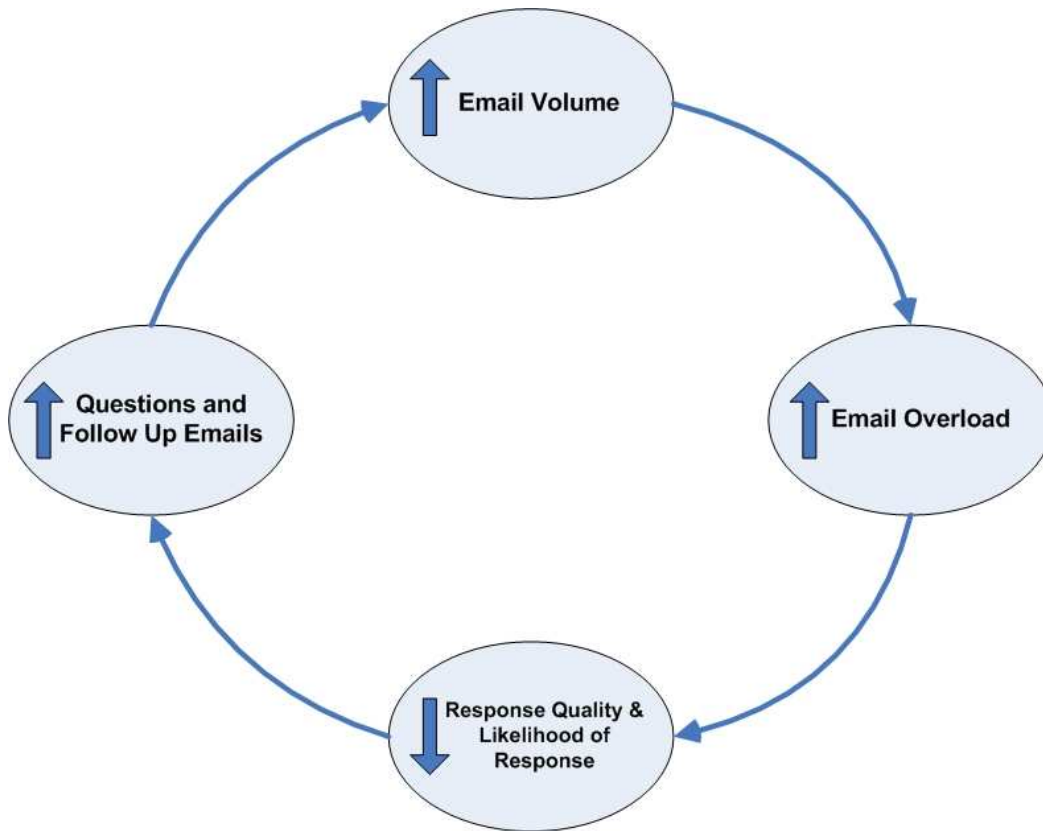 Email Volume
Email Overload
Response Quality &
Likelihood of
Response
Questions and
Follow Up Emails